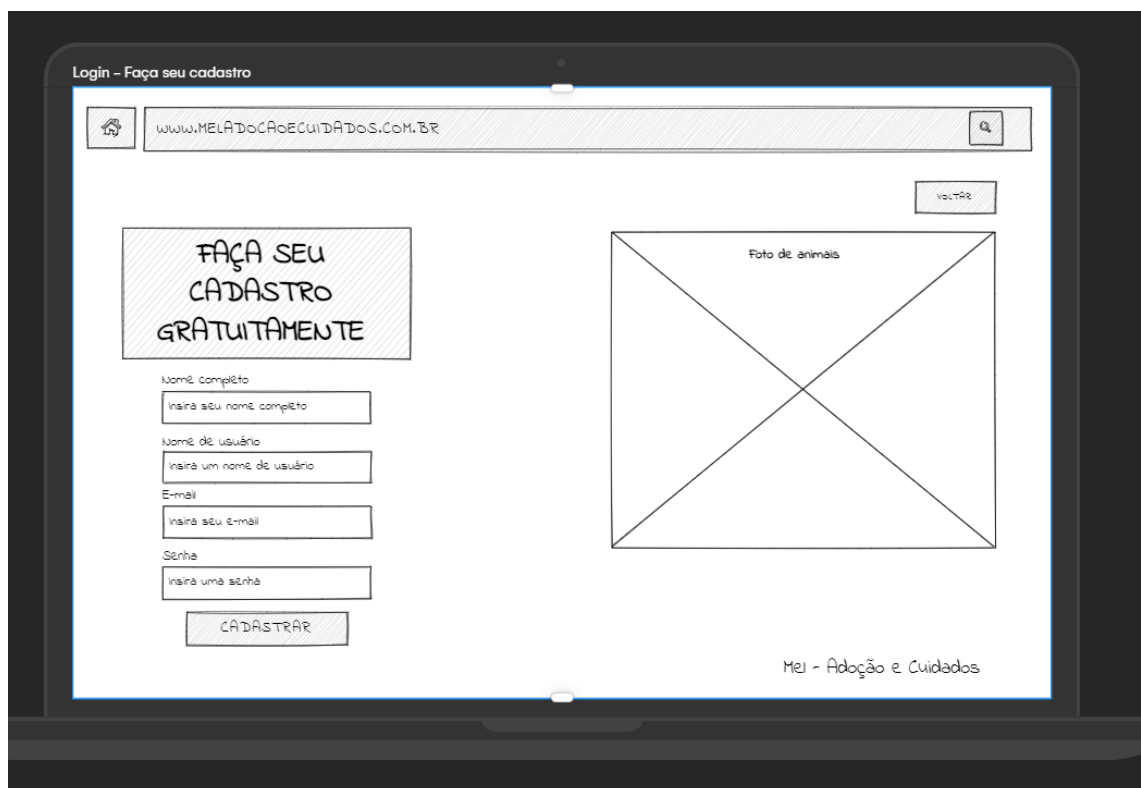 Login – Faça seu cadastro
WWW.MELADOCAOECUIDADOS.COM.BR
VOLTAR
FAÇA SEU
CADASTRO
GRATUITAMENTE
Foto de animais
Nome completo
Insira seu nome completo
Nome de usuário
Insira um nome de usuário
E-mail
Insira seu e-mail
Senha
Insira uma senha
CADASTRAR
Mel - Adoção e Cuidados